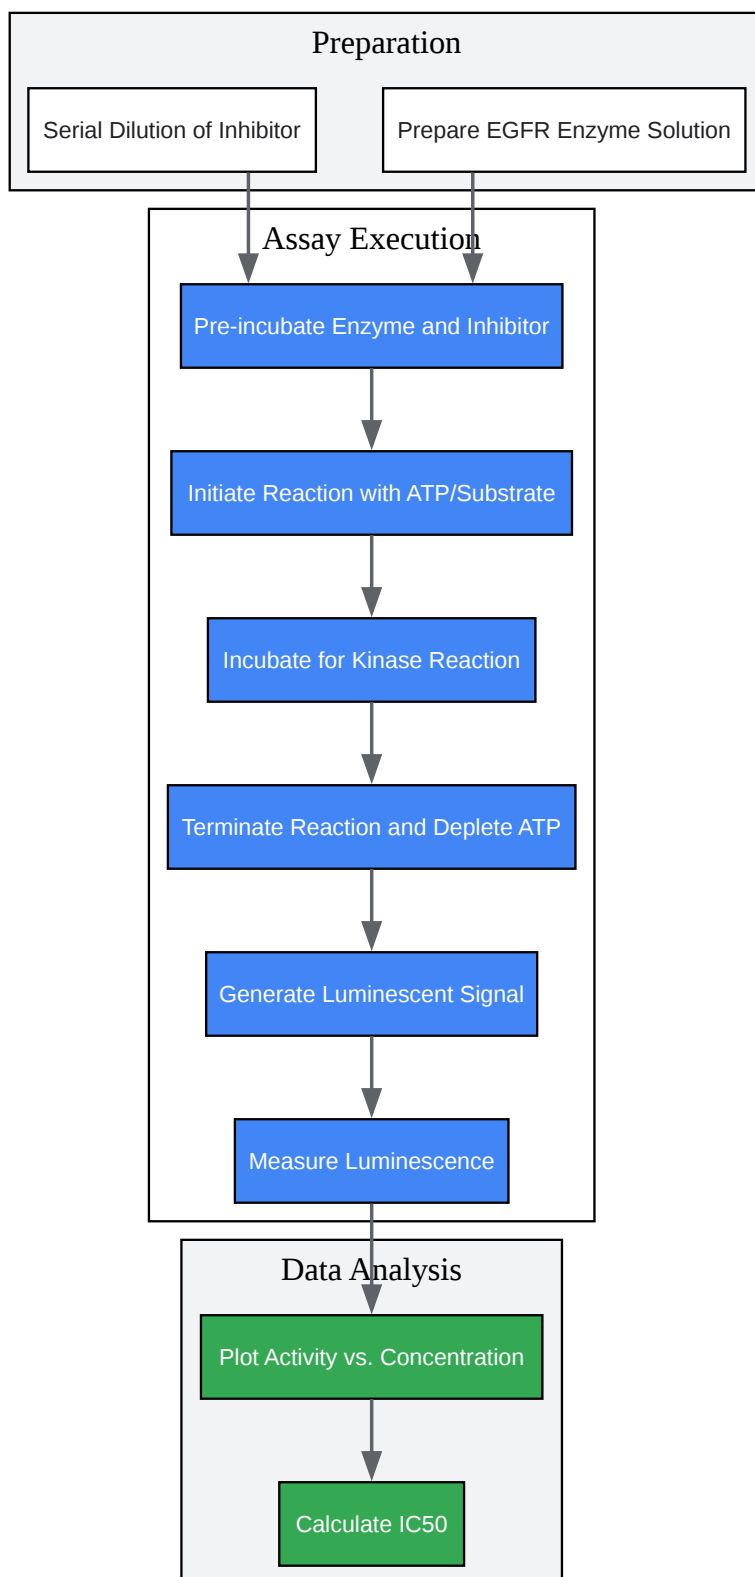 Preparation
Serial Dilution of Inhibitor
Prepare EGFR Enzyme Solution
Assay Execution
Pre-incubate Enzyme and Inhibitor
Initiate Reaction with ATP/Substrate
Incubate for Kinase Reaction
Terminate Reaction and Deplete ATP
Generate Luminescent Signal
Measure Luminescence
Data Analysis
Plot Activity vs. Concentration
Calculate IC50